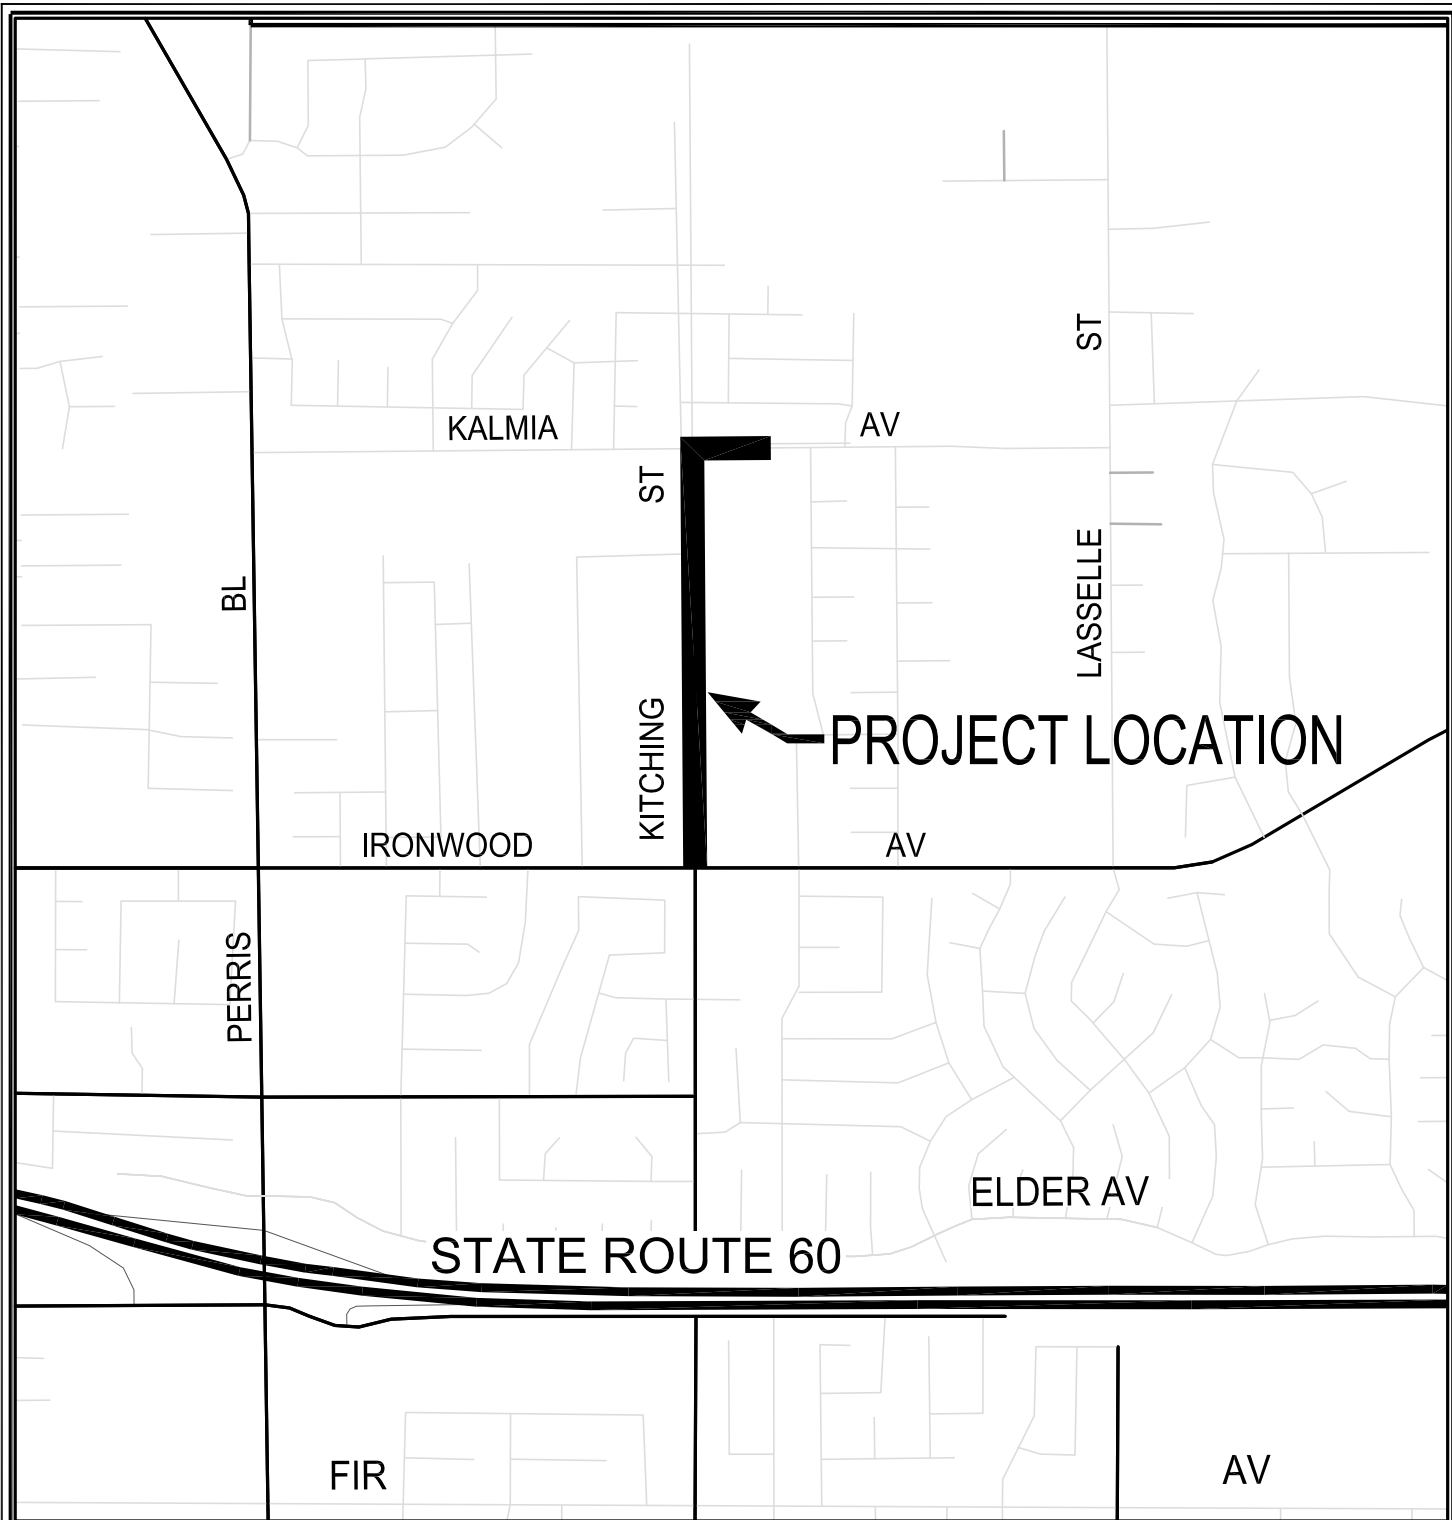 ST
KALMIA
AV
ST
BL
LASSELLE
KITCHING
PROJECT LOCATION
IRONWOOD
AV
PERRIS
ELDER AV
STATE ROUTE 60
FIR
AV